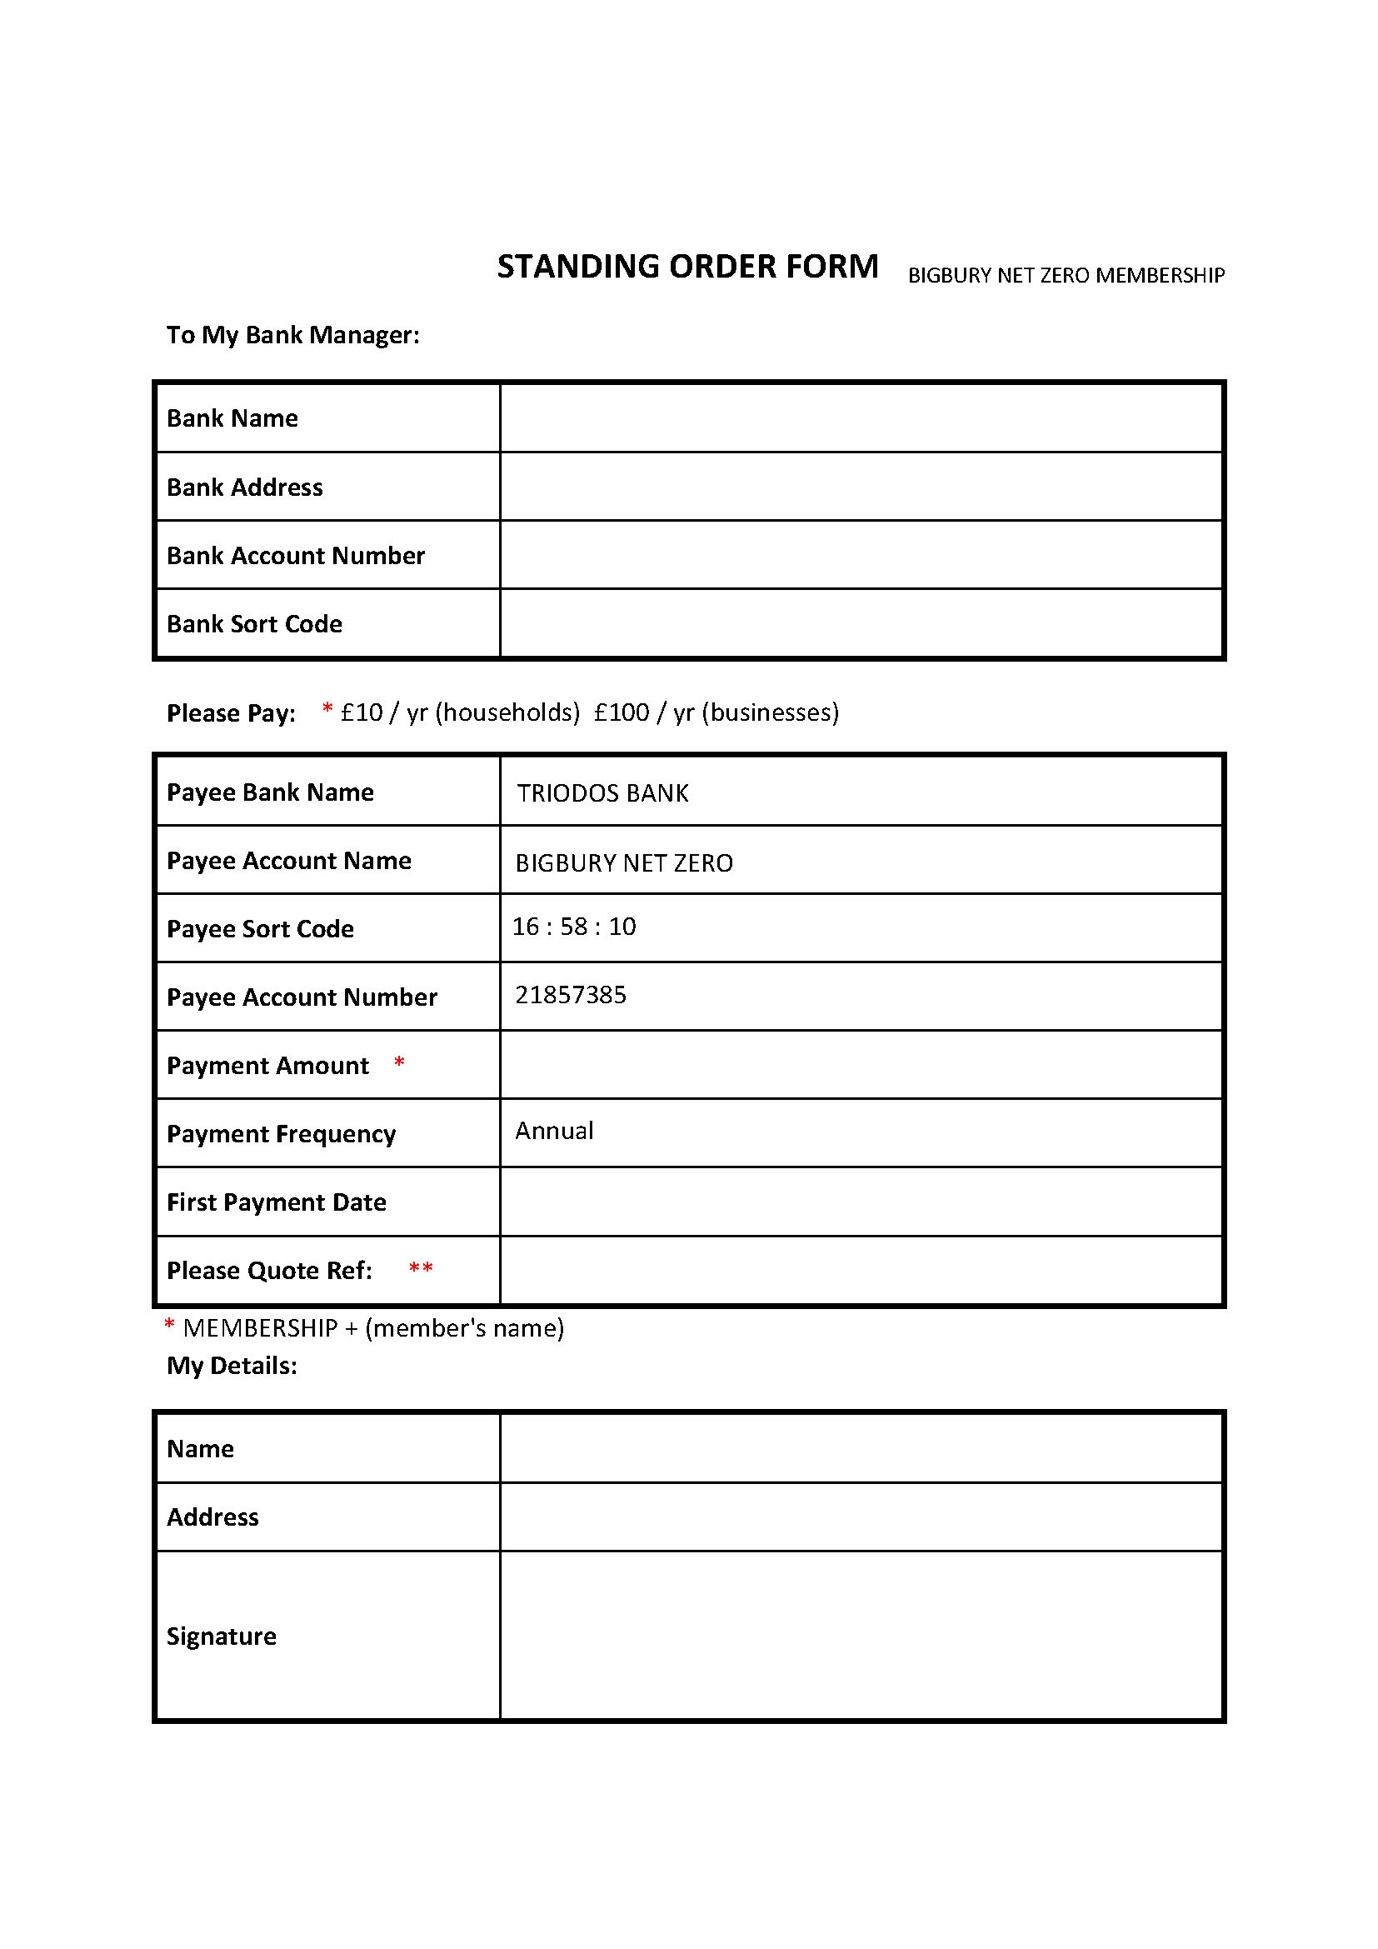 STANDING ORDER FORM BIGBURY NET ZERO MEMBERSHIP
To My Bank Manager:
Bank Name
Bank Address
Bank Account Number
Bank Sort Code
Please Pay: * £10 / yr (households) £100 / yr (businesses)
Payee Bank Name TRIODOS BANK
Payee Account Name BIGBURY NET ZERO
Payee Sort Code 16 : 58 : 10
Payee Account Number 21857385
Payment Amount *
Payment Frequency Annual
First Payment Date
Please Quote Ref: **
* MEMBERSHIP + (member's name)
My Details:
Name
Address
Signature